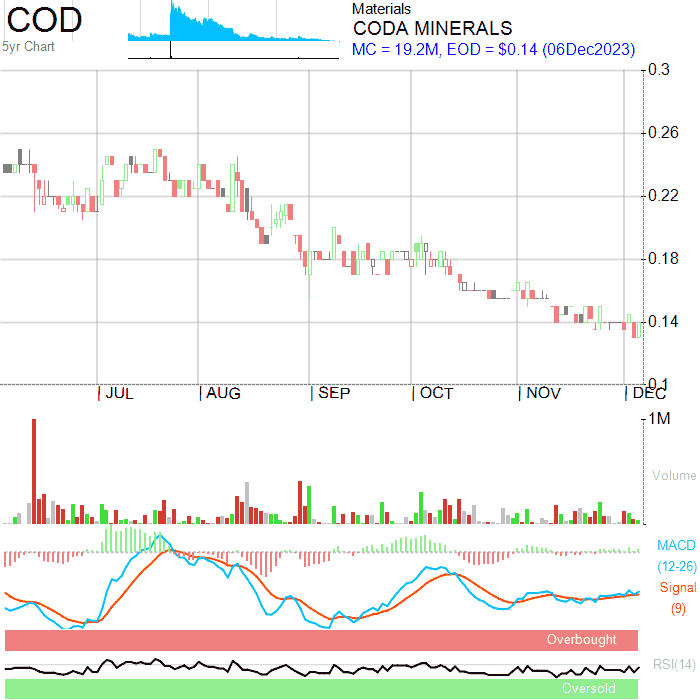 COD
5yr Chart
Materials
CODA MINERALS
MC = 19.2M, EOD = $0.14 (06Dec2023)
0.3
0.26
0.22
0.18
0.14
0.1
JUL AUG SEP OCT NOV DEC
1M
Volume
MACD
(12-26)
Signal
(9)
Overbought
RSI(14)
Oversold